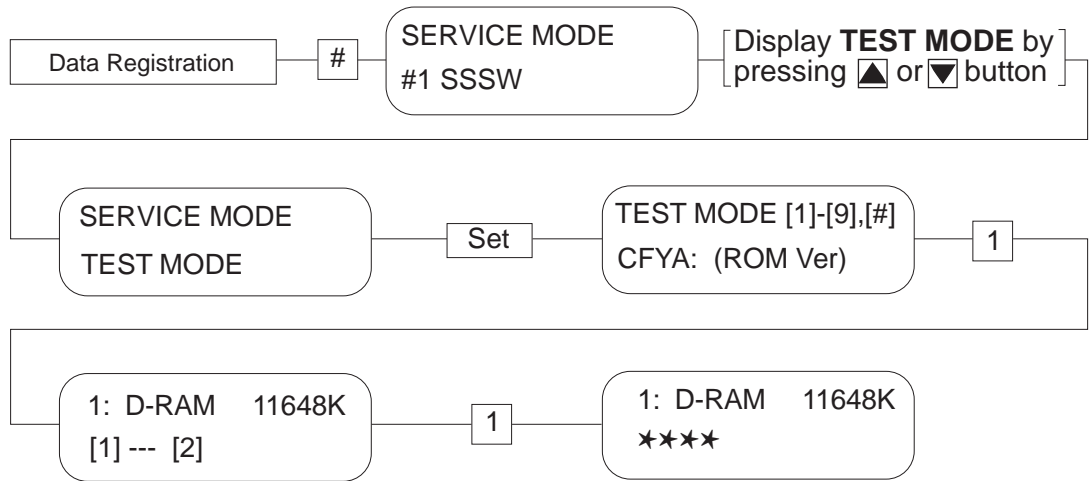 Data Registration
#
SERVICE MODE
#1 SSSW
[Display TEST MODE by
pressing ▲ or ▼ button]
SERVICE MODE
TEST MODE
Set
TEST MODE [1]-[9],[#]
CFYA: (ROM Ver)
1
1: D-RAM 11648K
[1] --- [2]
1
1: D-RAM 11648K
★★★★